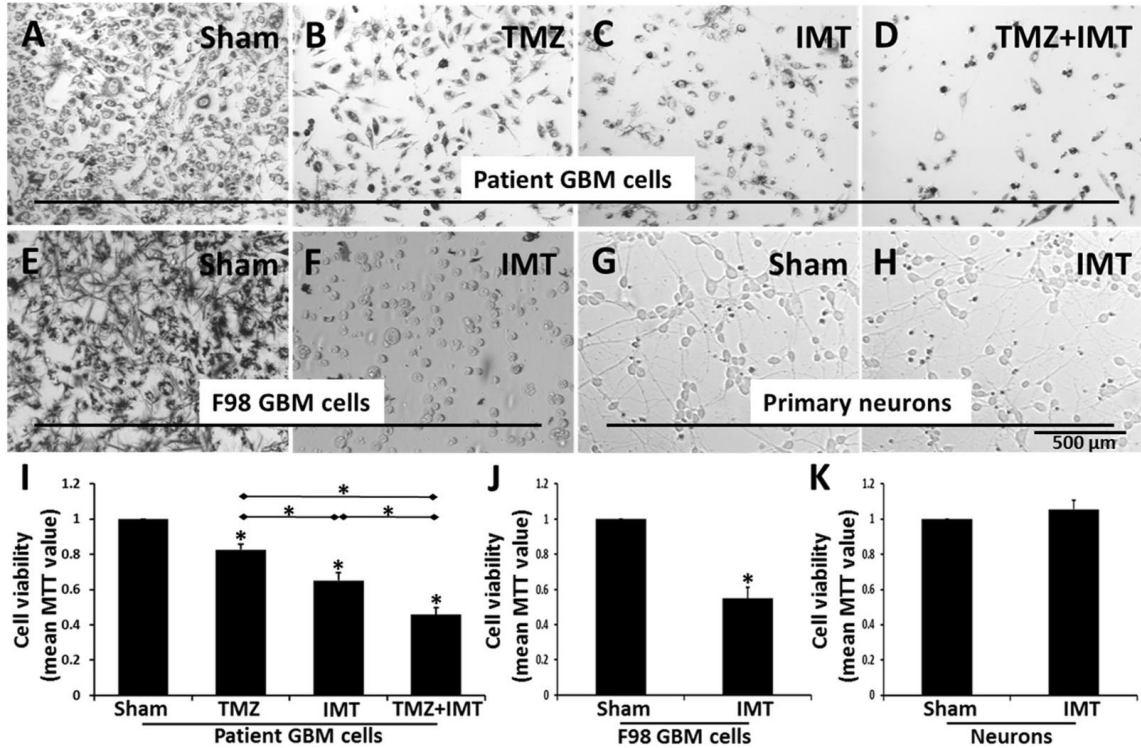 A Sham B TMZ C IMT D TMZ+IMT
Patient GBM cells
E Sham F IMT G Sham H IMT
F98 GBM cells Primary neurons
500 µm
I J K
1.2 1.2 1.2
* * *
1 1 1
0.8 0.8 0.8
0.6 0.6 0.6
0.4 0.4 0.4
0.2 0.2 0.2
0 0 0
* * * *
Cell viability
(mean MTT value)
Cell viability
(mean MTT value)
Cell viability
(mean MTT value)
Sham TMZ IMT TMZ+IMT Sham IMT Sham IMT
Patient GBM cells F98 GBM cells Neurons